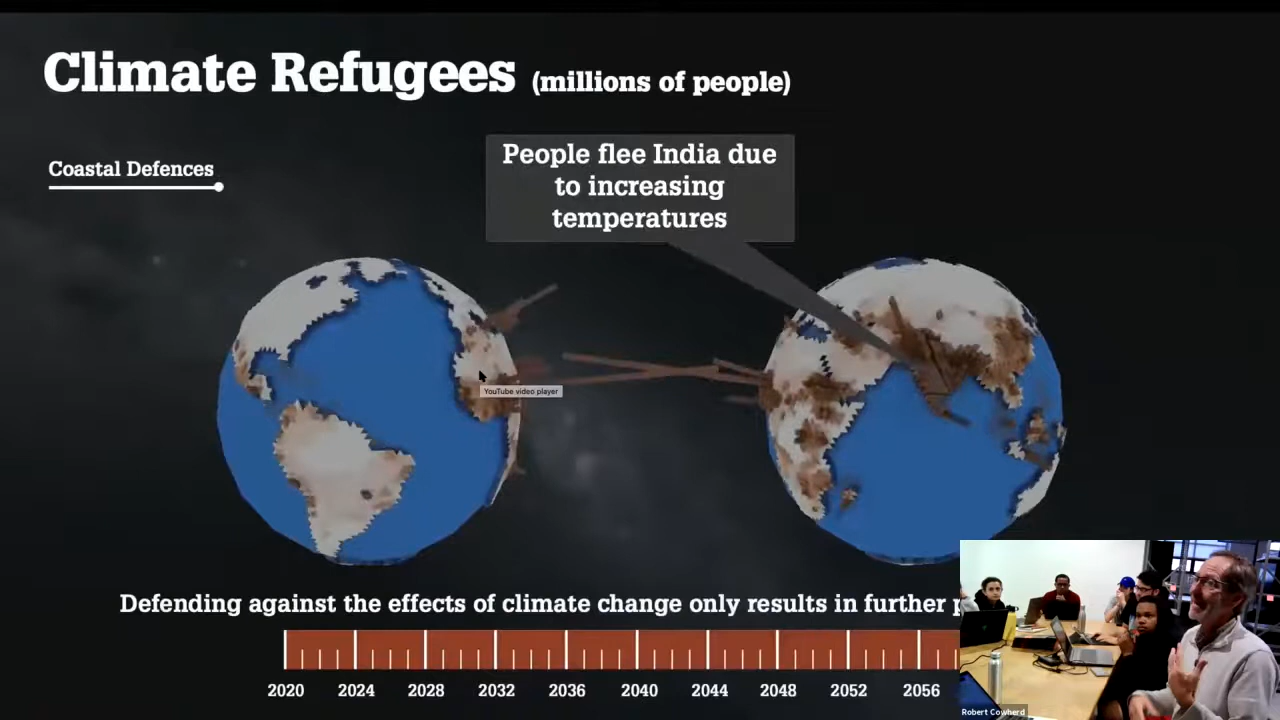 Climate Refugees (millions of people)
Coastal Defences
People flee India due
to increasing
temperatures
YouTube video player
Defending against the effects of climate change only results in further p
2020 2024 2028 2032 2036 2040 2044 2048 2052 2056
Robert Cowherd